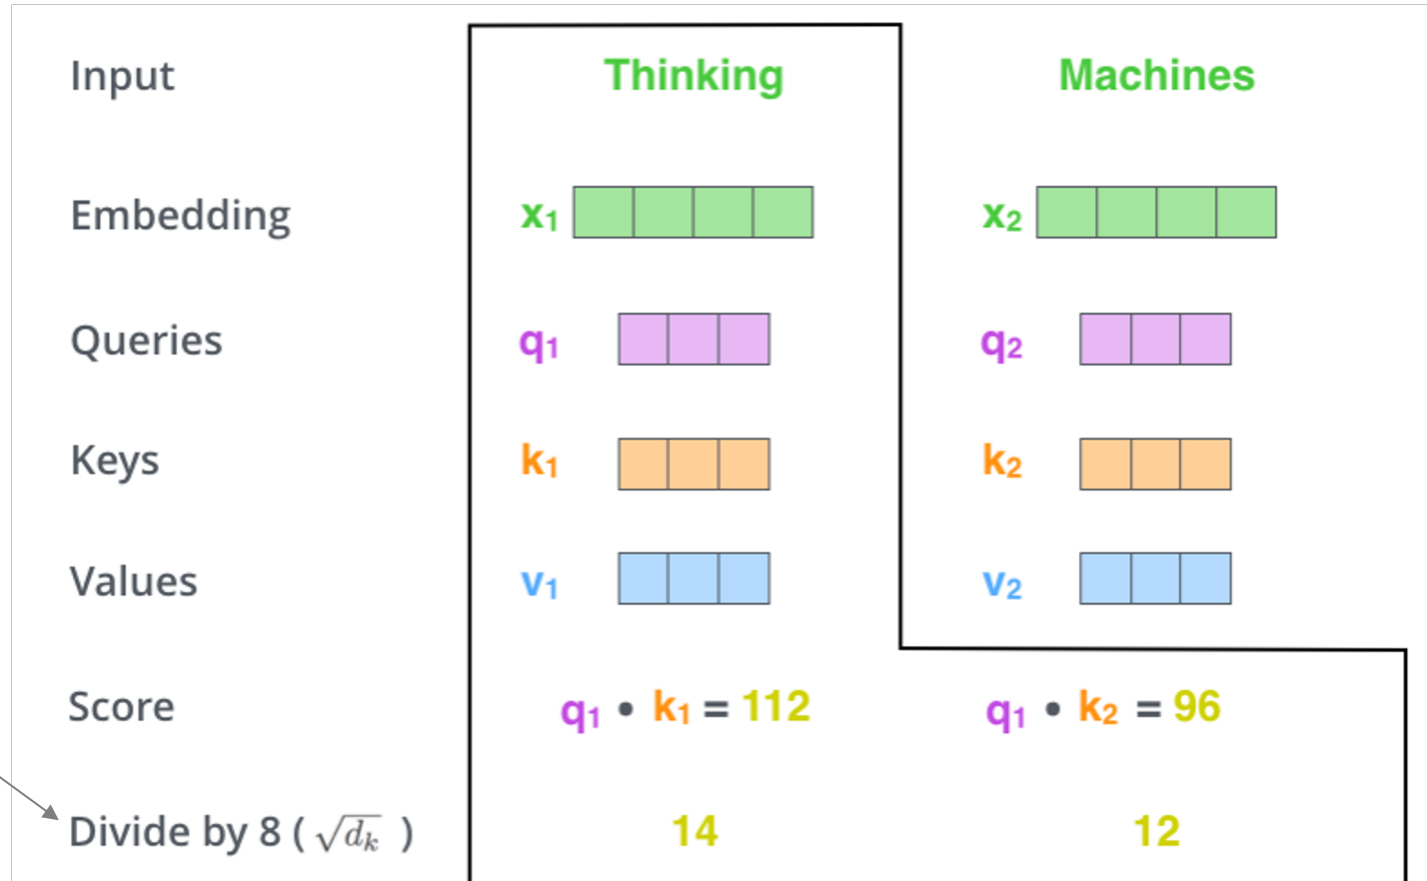 Input Thinking Machines
Embedding x₁ x₂
Queries q₁ q₂
Keys k₁ k₂
Values v₁ v₂
Score q₁ • k₁ = 112 q₁ • k₂ = 96
Divide by 8 ( √dₖ ) 14 12